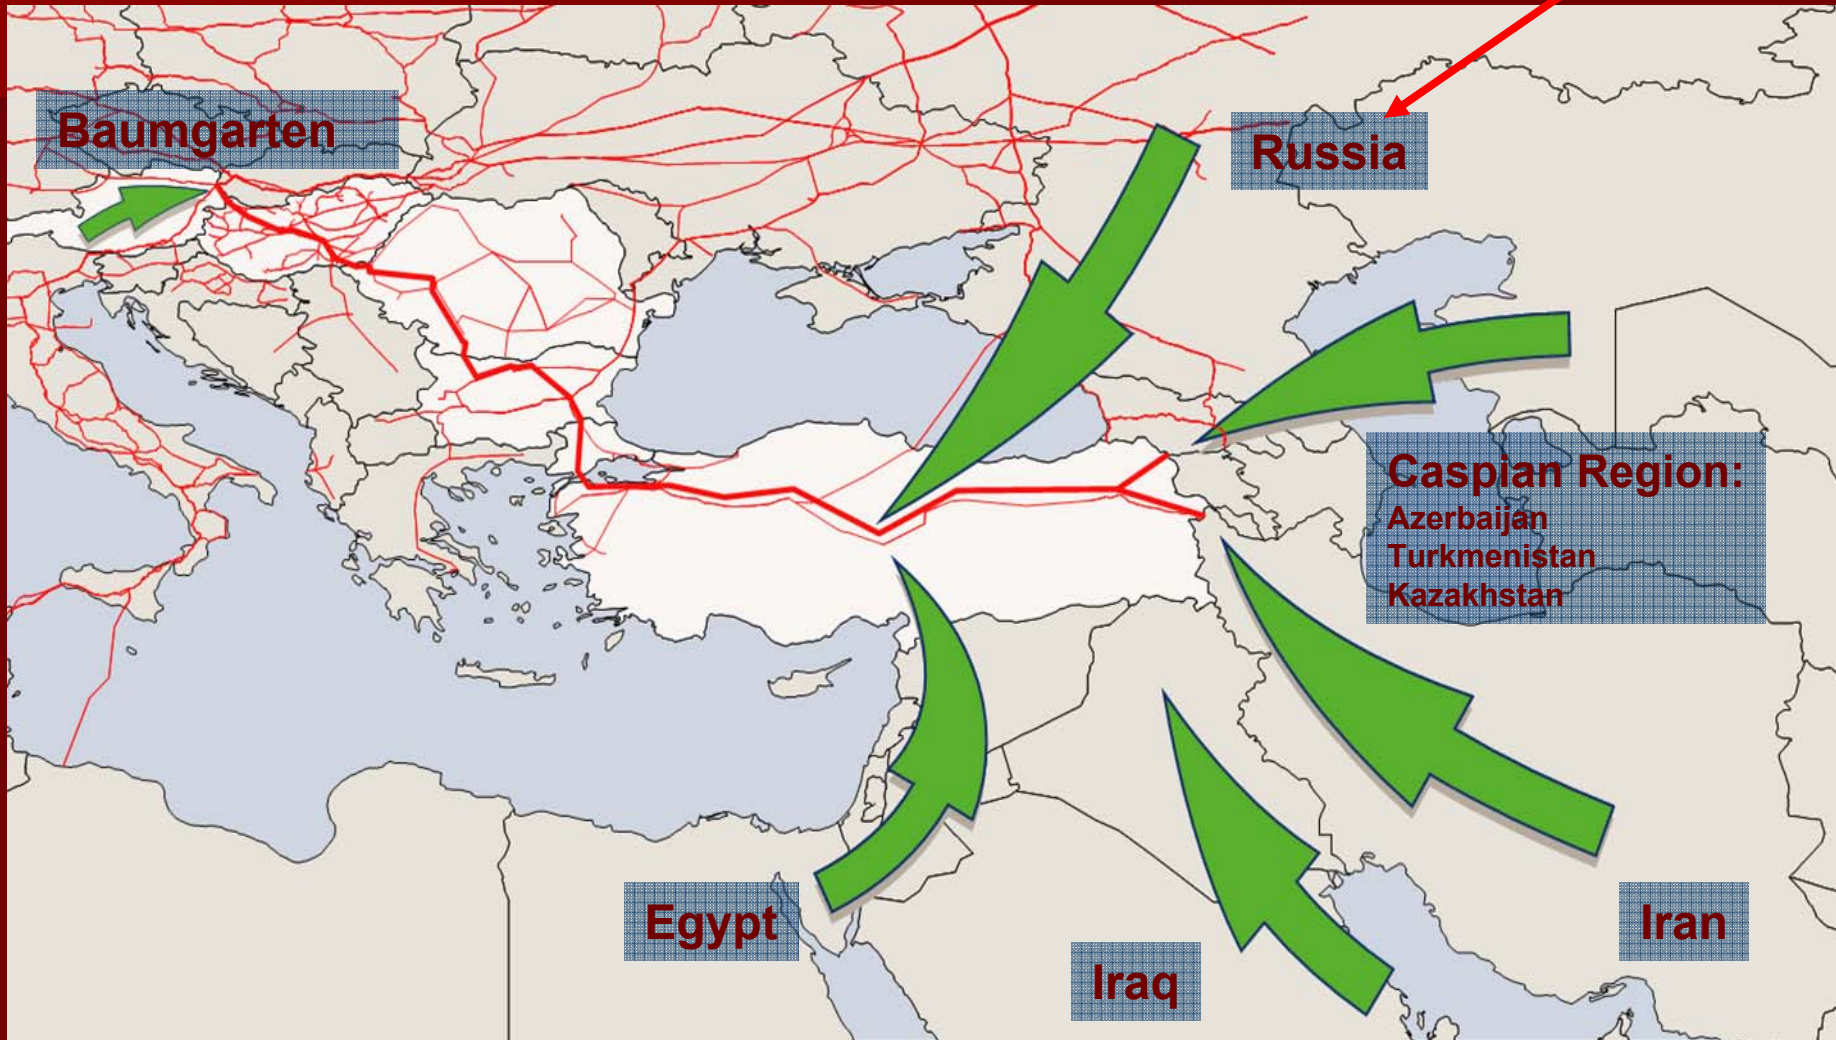 Baumgarten
Russia
Caspian Region:
Azerbaijan
Turkmenistan
Kazakhstan
Egypt
Iran
Iraq